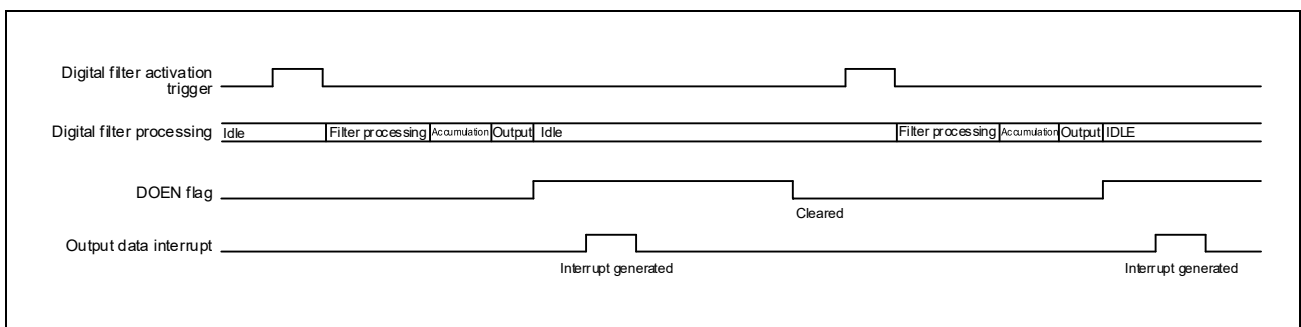 Digital filter activation
trigger
Digital filter processing
Idle
Filter processing
Accumulation
Output
Idle
Filter processing
Accumulation
Output
IDLE
DOEN flag
Cleared
Output data interrupt
Interrupt generated
Interrupt generated